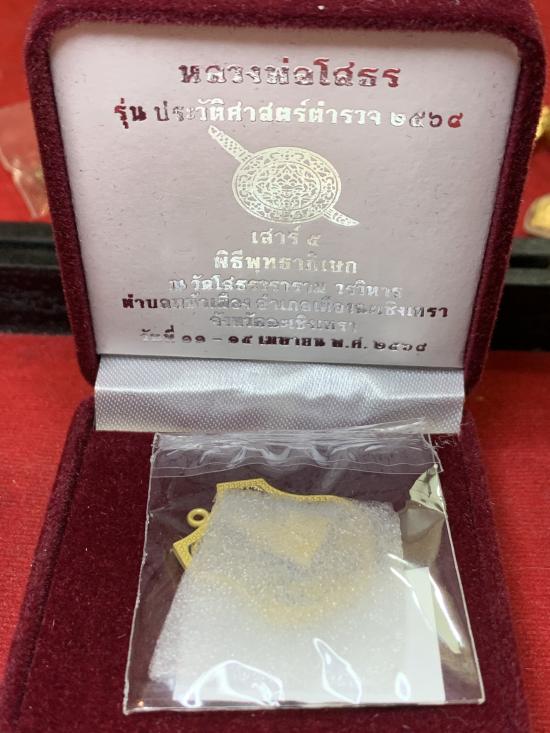 หลวงพ่อโสธร
รุ่น ประวัติศาสตร์ตำรวจ ๒๕๖๘
เสาร์ ๕
พิธีพุทธาภิเษก
ณ วัดโสธรวราราม วรวิหาร
ตำบลหน้าเมือง อำเภอเมืองฉะเชิงเทรา
จังหวัดฉะเชิงเทรา
วันที่ ๑๑ - ๑๕ เมษายน พ.ศ. ๒๕๖๘